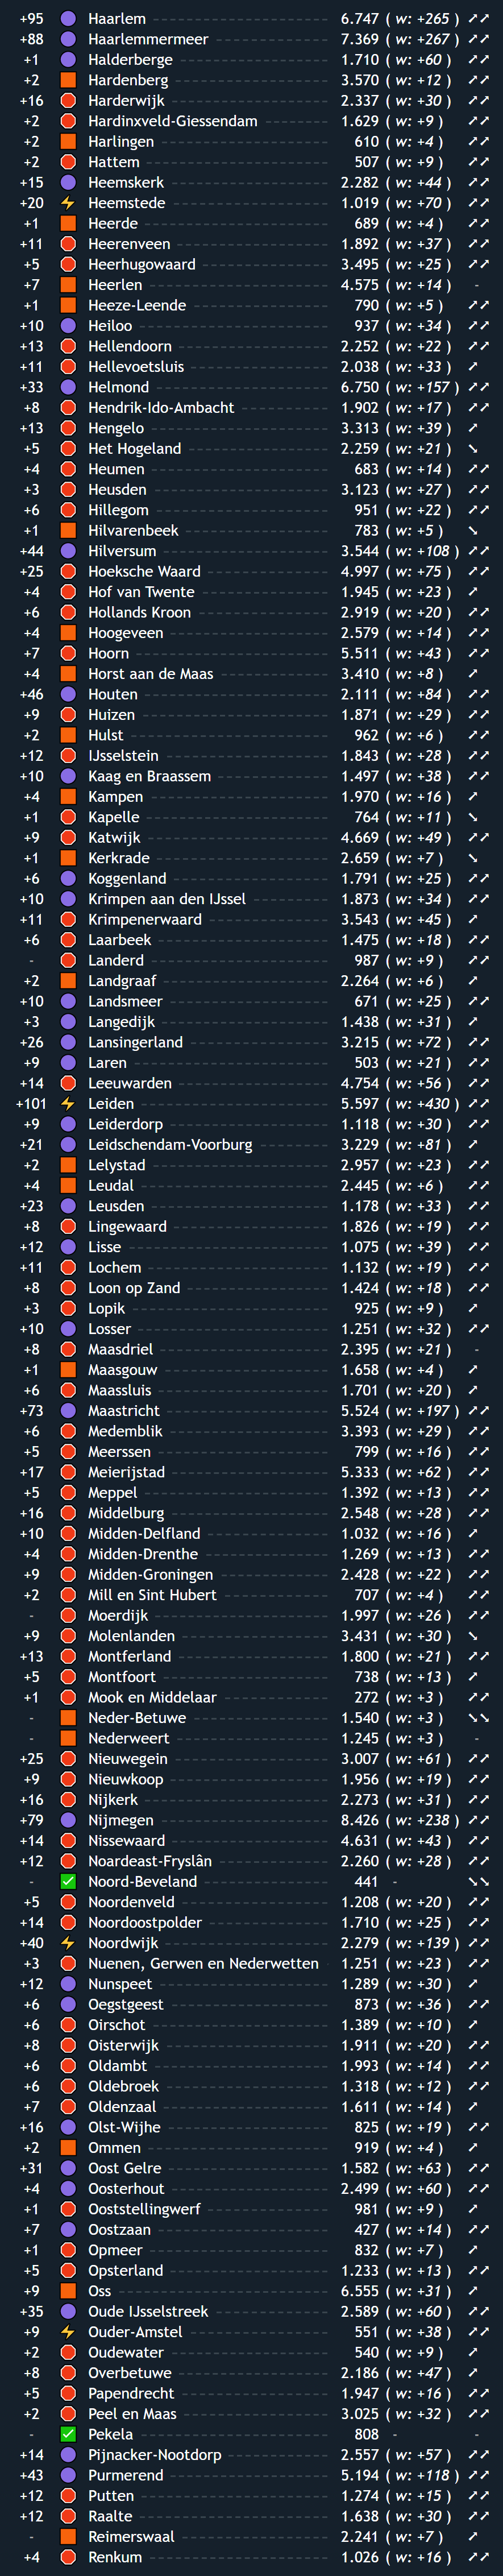 +95 Haarlem 6.747 ( w: +265 )
+88 Haarlemmermeer 7.369 ( w: +267 )
+1 Halderberge 1.710 ( w: +60 )
+2 Hardenberg 3.570 ( w: +12 )
+16 Harderwijk 2.337 ( w: +30 )
+2 Hardinxveld-Giessendam 1.629 ( w: +9 )
+2 Harlingen 610 ( w: +4 )
+2 Hattem 507 ( w: +9 )
+15 Heemskerk 2.282 ( w: +44 )
+20 Heemstede 1.019 ( w: +70 )
+1 Heerde 689 ( w: +4 )
+11 Heerenveen 1.892 ( w: +37 )
+5 Heerhugowaard 3.495 ( w: +25 )
+7 Heerlen 4.575 ( w: +14 ) -
+1 Heeze-Leende 790 ( w: +5 )
+10 Heiloo 937 ( w: +34 )
+13 Hellendoorn 2.252 ( w: +22 )
+11 Hellevoetsluis 2.038 ( w: +33 )
+33 Helmond 6.750 ( w: +157 )
+8 Hendrik-Ido-Ambacht 1.902 ( w: +17 )
+13 Hengelo 3.313 ( w: +39 )
+5 Het Hogeland 2.259 ( w: +21 )
+4 Heumen 683 ( w: +14 )
+3 Heusden 3.123 ( w: +27 )
+6 Hillegom 951 ( w: +22 )
+1 Hilvarenbeek 783 ( w: +5 )
+44 Hilversum 3.544 ( w: +108 )
+25 Hoeksche Waard 4.997 ( w: +75 )
+4 Hof van Twente 1.945 ( w: +23 )
+6 Hollands Kroon 2.919 ( w: +20 )
+4 Hoogeveen 2.579 ( w: +14 )
+7 Hoorn 5.511 ( w: +43 )
+4 Horst aan de Maas 3.410 ( w: +8 )
+46 Houten 2.111 ( w: +84 )
+9 Huizen 1.871 ( w: +29 )
+2 Hulst 962 ( w: +6 )
+12 IJsselstein 1.843 ( w: +28 )
+10 Kaag en Braassem 1.497 ( w: +38 )
+4 Kampen 1.970 ( w: +16 )
+1 Kapelle 764 ( w: +11 )
+9 Katwijk 4.669 ( w: +49 )
+1 Kerkrade 2.659 ( w: +7 )
+6 Koggenland 1.791 ( w: +25 )
+10 Krimpen aan den IJssel 1.873 ( w: +34 )
+11 Krimpenerwaard 3.543 ( w: +45 )
+6 Laarbeek 1.475 ( w: +18 )
- Landerd 987 ( w: +9 )
+2 Landgraaf 2.264 ( w: +6 )
+10 Landsmeer 671 ( w: +25 )
+3 Langedijk 1.438 ( w: +31 )
+26 Lansingerland 3.215 ( w: +72 )
+9 Laren 503 ( w: +21 )
+14 Leeuwarden 4.754 ( w: +56 )
+101 Leiden 5.597 ( w: +430 )
+9 Leiderdorp 1.118 ( w: +30 )
+21 Leidschendam-Voorburg 3.229 ( w: +81 )
+2 Lelystad 2.957 ( w: +23 )
+4 Leudal 2.445 ( w: +6 )
+23 Leusden 1.178 ( w: +33 )
+8 Lingewaard 1.826 ( w: +19 )
+12 Lisse 1.075 ( w: +39 )
+11 Lochem 1.132 ( w: +19 )
+8 Loon op Zand 1.424 ( w: +18 )
+3 Lopik 925 ( w: +9 )
+10 Losser 1.251 ( w: +32 )
+8 Maasdriel 2.395 ( w: +21 ) -
+1 Maasgouw 1.658 ( w: +4 )
+6 Maassluis 1.701 ( w: +20 )
+73 Maastricht 5.524 ( w: +197 )
+6 Medemblik 3.393 ( w: +29 )
+5 Meerssen 799 ( w: +16 )
+17 Meierijstad 5.333 ( w: +62 )
+5 Meppel 1.392 ( w: +13 )
+16 Middelburg 2.548 ( w: +28 )
+10 Midden-Delfland 1.032 ( w: +16 )
+4 Midden-Drenthe 1.269 ( w: +13 )
+9 Midden-Groningen 2.428 ( w: +22 )
+2 Mill en Sint Hubert 707 ( w: +4 )
- Moerdijk 1.997 ( w: +26 )
+9 Molenlanden 3.431 ( w: +30 )
+13 Montferland 1.800 ( w: +21 )
+5 Montfoort 738 ( w: +13 )
+1 Mook en Middelaar 272 ( w: +3 )
- Neder-Betuwe 1.540 ( w: +3 )
- Nederweert 1.245 ( w: +3 ) -
+25 Nieuwegein 3.007 ( w: +61 )
+9 Nieuwkoop 1.956 ( w: +19 )
+16 Nijkerk 2.273 ( w: +31 )
+79 Nijmegen 8.426 ( w: +238 )
+14 Nissewaard 4.631 ( w: +43 )
+12 Noardeast-Fryslân 2.260 ( w: +28 )
- Noord-Beveland 441 -
+5 Noordenveld 1.208 ( w: +20 )
+14 Noordoostpolder 1.710 ( w: +25 )
+40 Noordwijk 2.279 ( w: +139 )
+3 Nuenen, Gerwen en Nederwetten 1.251 ( w: +23 )
+12 Nunspeet 1.289 ( w: +30 )
+6 Oegstgeest 873 ( w: +36 )
+6 Oirschot 1.389 ( w: +10 )
+8 Oisterwijk 1.911 ( w: +20 )
+6 Oldambt 1.993 ( w: +14 )
+6 Oldebroek 1.318 ( w: +12 )
+7 Oldenzaal 1.611 ( w: +14 )
+16 Olst-Wijhe 825 ( w: +19 )
+2 Ommen 919 ( w: +4 )
+31 Oost Gelre 1.582 ( w: +63 )
+4 Oosterhout 2.499 ( w: +60 )
+1 Ooststellingwerf 981 ( w: +9 )
+7 Oostzaan 427 ( w: +14 )
+1 Opmeer 832 ( w: +7 )
+5 Opsterland 1.233 ( w: +13 )
+9 Oss 6.555 ( w: +31 )
+35 Oude IJsselstreek 2.589 ( w: +60 )
+9 Ouder-Amstel 551 ( w: +38 )
+2 Oudewater 540 ( w: +9 )
+8 Overbetuwe 2.186 ( w: +47 )
+5 Papendrecht 1.947 ( w: +16 )
+2 Peel en Maas 3.025 ( w: +32 )
- Pekela 808 - -
+14 Pijnacker-Nootdorp 2.557 ( w: +57 )
+43 Purmerend 5.194 ( w: +118 )
+12 Putten 1.274 ( w: +15 )
+12 Raalte 1.638 ( w: +30 )
- Reimerswaal 2.241 ( w: +7 )
+4 Renkum 1.026 ( w: +16 )